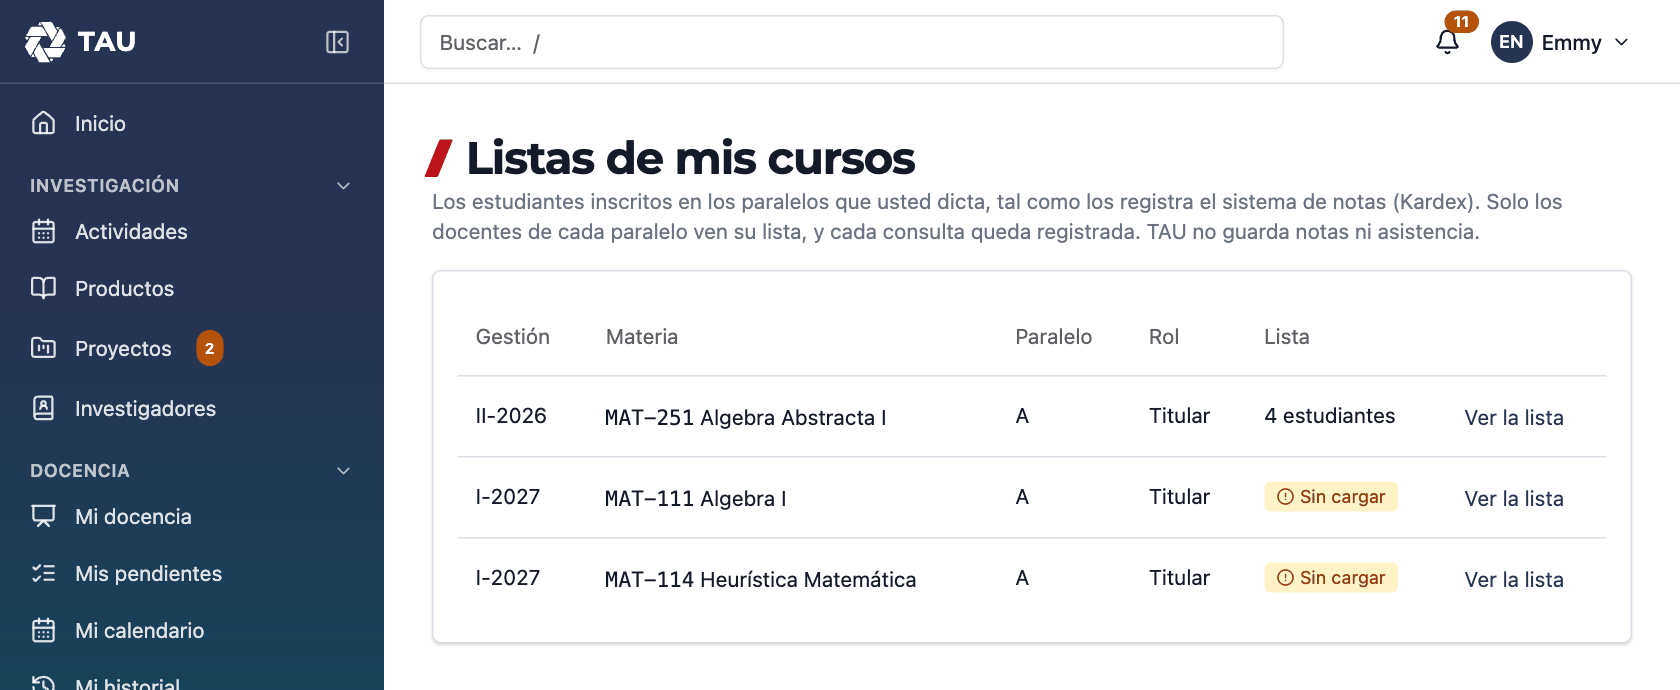 TAU
Buscar... /
11
EN Emmy
Inicio
INVESTIGACIÓN
Actividades
Productos
Proyectos 2
Investigadores
DOCENCIA
Mi docencia
Mis pendientes
Mi calendario
Mi historial
Listas de mis cursos
Los estudiantes inscritos en los paralelos que usted dicta, tal como los registra el sistema de notas (Kardex). Solo los
docentes de cada paralelo ven su lista, y cada consulta queda registrada. TAU no guarda notas ni asistencia.
Gestión Materia Paralelo Rol Lista
II-2026 MAT-251 Algebra Abstracta I A Titular 4 estudiantes Ver la lista
I-2027 MAT-111 Algebra I A Titular Sin cargar Ver la lista
I-2027 MAT-114 Heurística Matemática A Titular Sin cargar Ver la lista